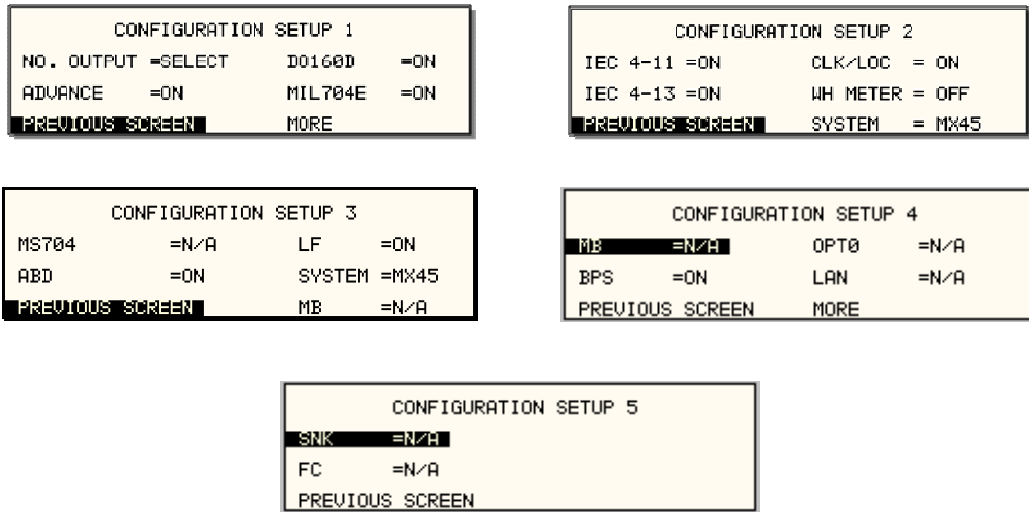 CONFIGURATION SETUP 1
NO. OUTPUT =SELECT DO160D =ON
ADVANCE =ON MIL704E =ON
PREVIOUS SCREEN MORE
CONFIGURATION SETUP 2
IEC 4-11 =ON CLK/LOC = ON
IEC 4-13 =ON WH METER = OFF
PREVIOUS SCREEN SYSTEM = MX45
CONFIGURATION SETUP 3
MS704 =N/A LF =ON
ABD =ON SYSTEM =MX45
PREVIOUS SCREEN MB =N/A
CONFIGURATION SETUP 4
MB =N/A OPT0 =N/A
BPS =ON LAN =N/A
PREVIOUS SCREEN MORE
CONFIGURATION SETUP 5
SNK =N/A
FC =N/A
PREVIOUS SCREEN